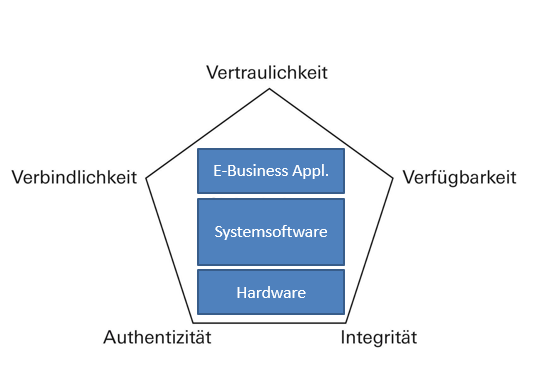 Vertraulichkeit
E-Business Appl.
Verbindlichkeit
Verfügbarkeit
Systemsoftware
Hardware
Authentizität
Integrität